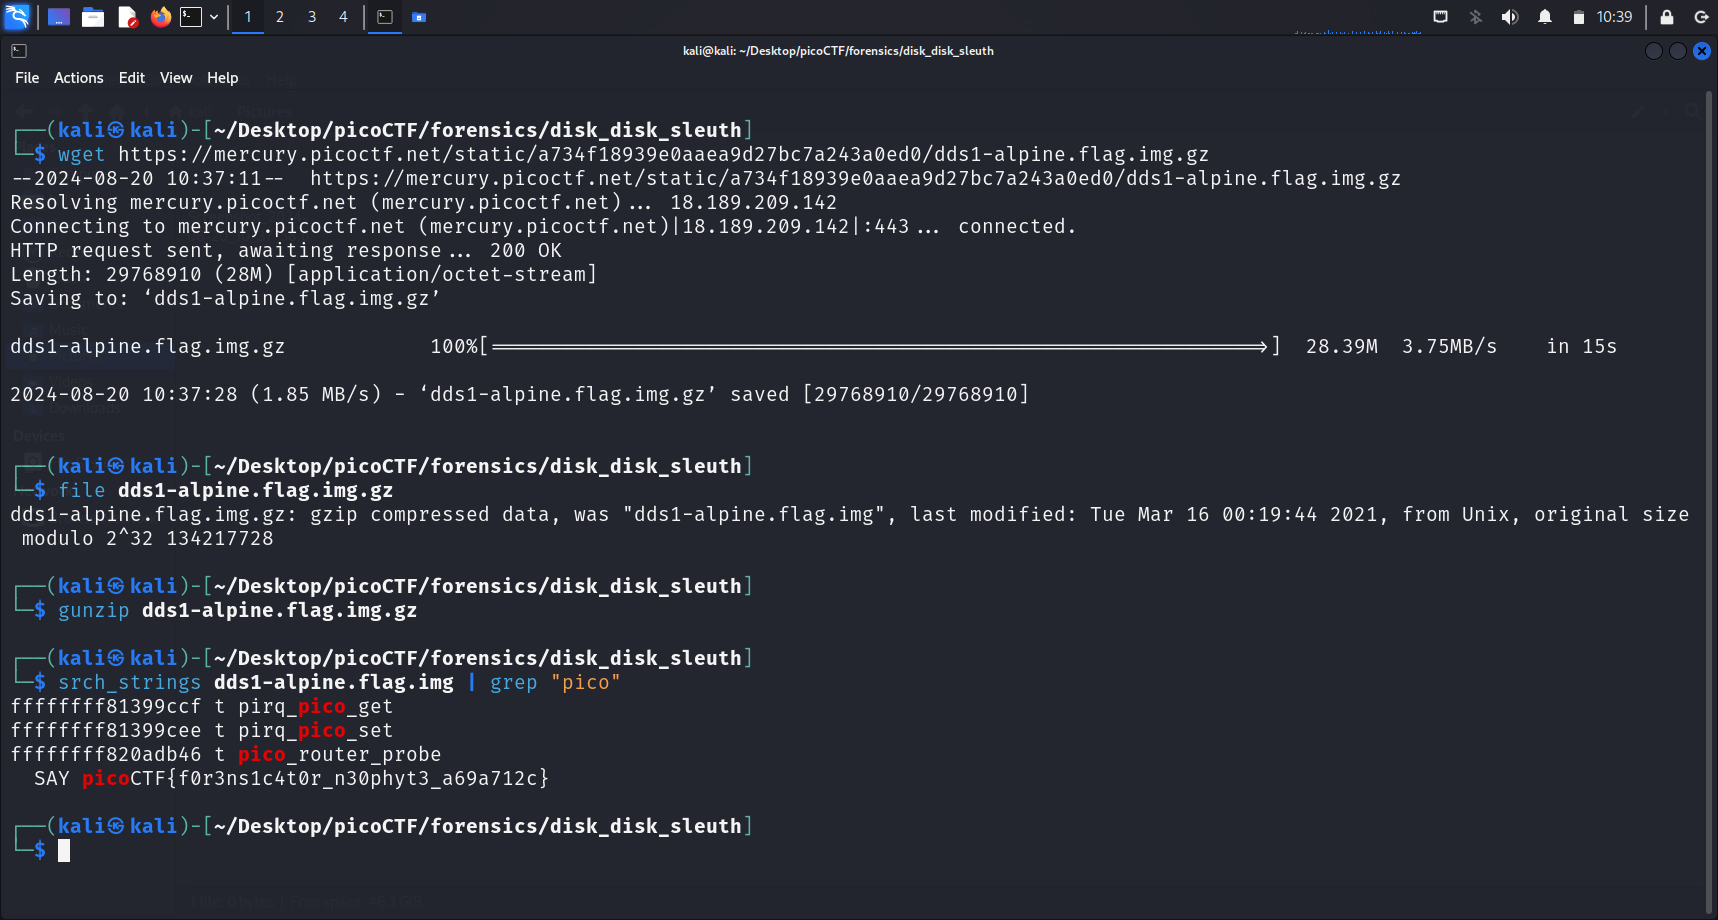 1 2 3 4
10:39
kali@kali: ~/Desktop/picoCTF/forensics/disk_disk_sleuth
File Actions Edit View Help
┌──(kali㉿kali)-[~/Desktop/picoCTF/forensics/disk_disk_sleuth]
└─$ wget https://mercury.picoctf.net/static/a734f18939e0aaea9d27bc7a243a0ed0/dds1-alpine.flag.img.gz
--2024-08-20 10:37:11-- https://mercury.picoctf.net/static/a734f18939e0aaea9d27bc7a243a0ed0/dds1-alpine.flag.img.gz
Resolving mercury.picoctf.net (mercury.picoctf.net)... 18.189.209.142
Connecting to mercury.picoctf.net (mercury.picoctf.net)|18.189.209.142|:443... connected.
HTTP request sent, awaiting response... 200 OK
Length: 29768910 (28M) [application/octet-stream]
Saving to: ‘dds1-alpine.flag.img.gz’
Music
dds1-alpine.flag.img.gz 100%[=================================================================>] 28.39M 3.75MB/s in 15s
2024-08-20 10:37:28 (1.85 MB/s) - ‘dds1-alpine.flag.img.gz’ saved [29768910/29768910]
Downloads
Devices
┌──(kali㉿kali)-[~/Desktop/picoCTF/forensics/disk_disk_sleuth]
└─$ file dds1-alpine.flag.img.gz
dds1-alpine.flag.img.gz: gzip compressed data, was "dds1-alpine.flag.img", last modified: Tue Mar 16 00:19:44 2021, from Unix, original size
modulo 2^32 134217728
┌──(kali㉿kali)-[~/Desktop/picoCTF/forensics/disk_disk_sleuth]
└─$ gunzip dds1-alpine.flag.img.gz
┌──(kali㉿kali)-[~/Desktop/picoCTF/forensics/disk_disk_sleuth]
└─$ srch_strings dds1-alpine.flag.img | grep "pico"
ffffffff81399ccf t pirq_pico_get
ffffffff81399cee t pirq_pico_set
ffffffff820adb46 t pico_router_probe
SAY picoCTF{f0r3ns1c4t0r_n30phyt3_a69a712c}
┌──(kali㉿kali)-[~/Desktop/picoCTF/forensics/disk_disk_sleuth]
└─$